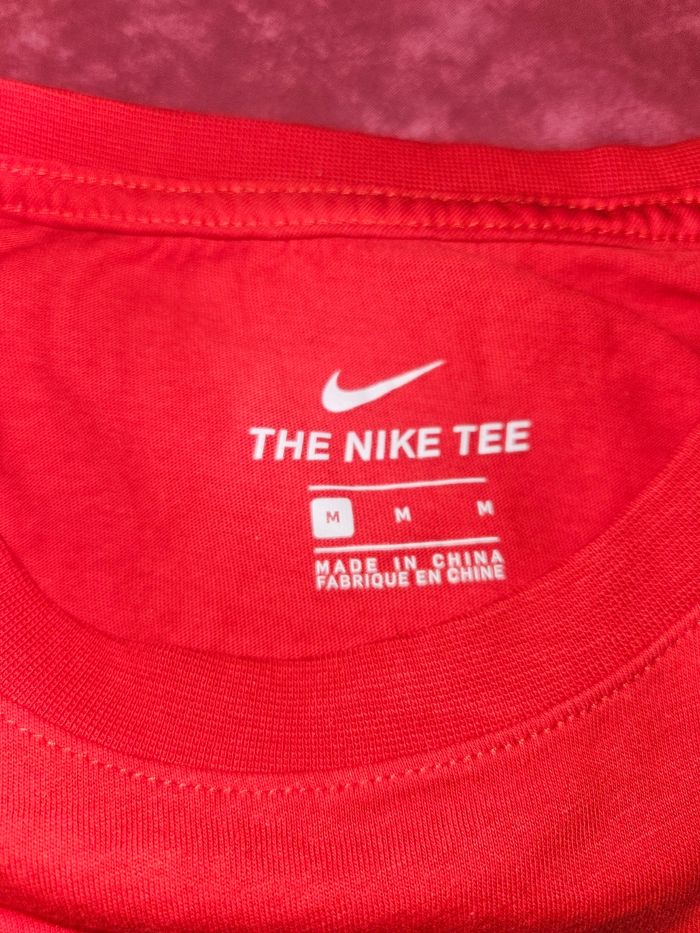 THE NIKE TEE
M M M
MADE IN CHINA
FABRIQUE EN CHINE